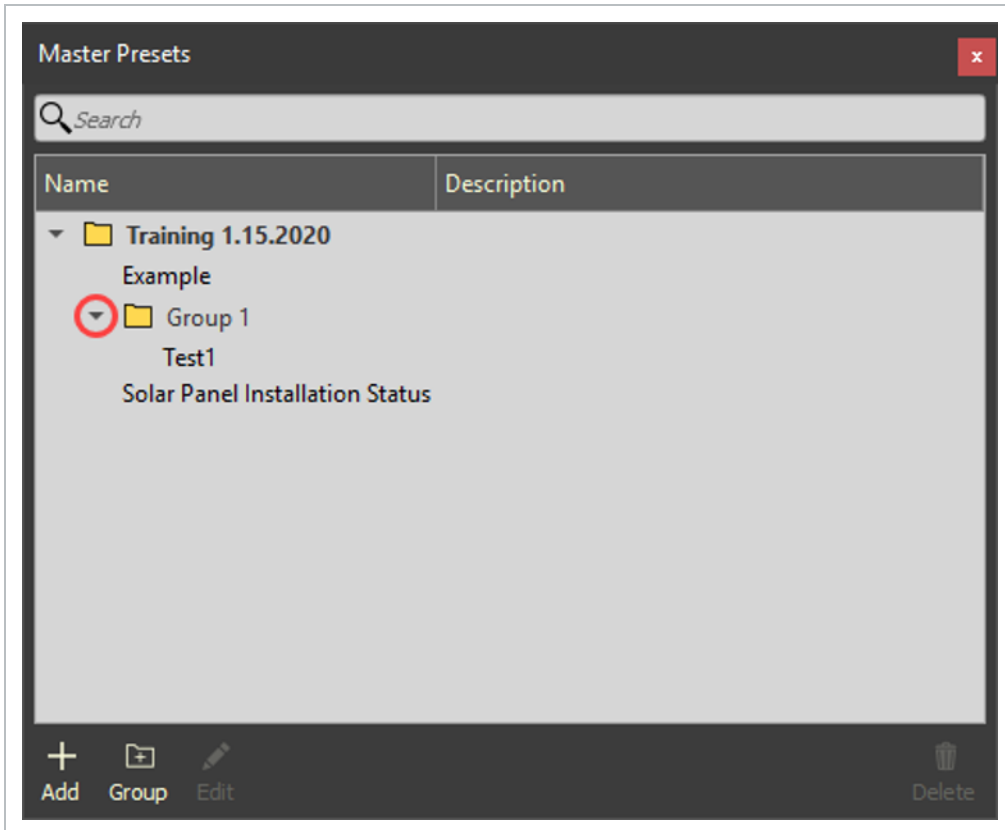 Master Presets
x
Search
Name Description
Training 1.15.2020
Example
Group 1
Test1
Solar Panel Installation Status
Add Group Edit Delete